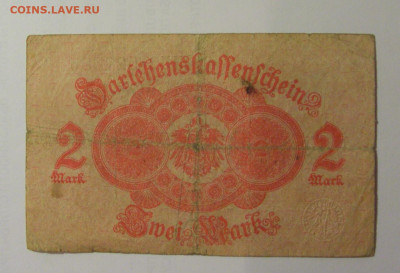 COINS.LAVE.RU
Darlehenskassenschein
2 2
Mark Mark
Zwei Mark